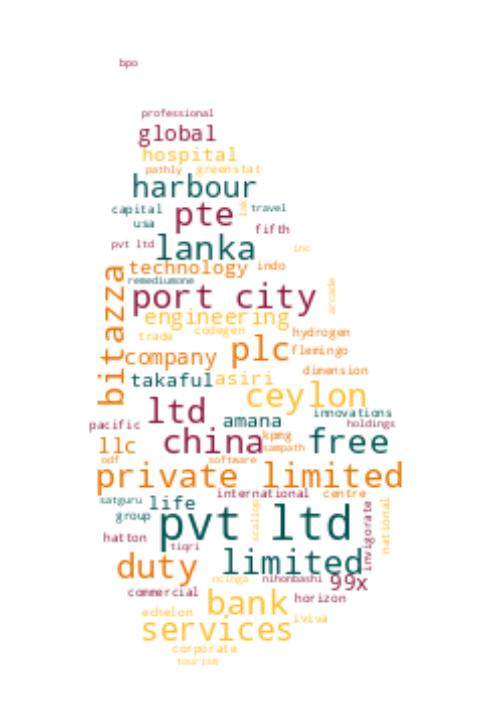 bpo
professional
global
hospital
pathly greenstat
harbour
capital pte lak travel
usa fifth
pvt ltd lanka inc
technology indo
remediumone
bitazza port city arcade
engineering
trade codegen hydrogen
company plc flemingo
dimension
takaful asiri
ceylon
ltd amana innovations
pacific holdings
llc china kpmg free
sampath
odf software
private limited
international centre
satguru life
group pvt ltd scallop invigorate national
hatton
tiqri
limited
duty ncinga nihonbashi 99x
commercial bank horizon
echelon iviva
services
corporate
tourism